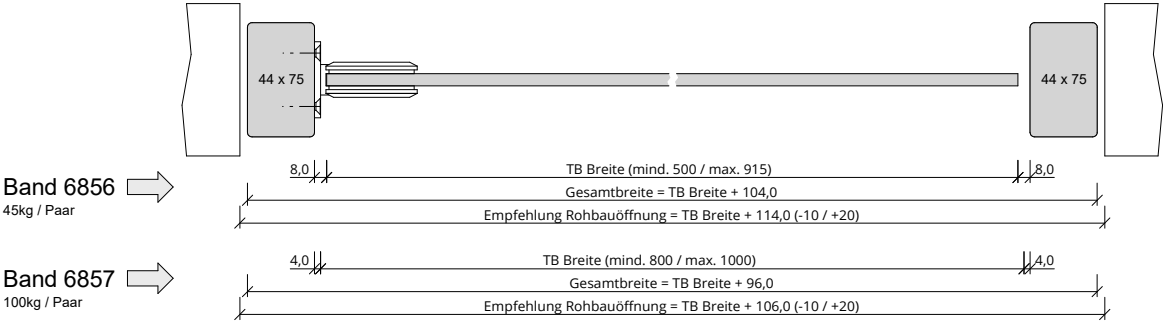 44 x 75
44 x 75
8,0
TB Breite (mind. 500 / max. 915)
8,0
Band 6856
45kg / Paar
Gesamtbreite = TB Breite + 104,0
Empfehlung Rohbauöffnung = TB Breite + 114,0 (-10 / +20)
4,0
TB Breite (mind. 800 / max. 1000)
4,0
Band 6857
100kg / Paar
Gesamtbreite = TB Breite + 96,0
Empfehlung Rohbauöffnung = TB Breite + 106,0 (-10 / +20)